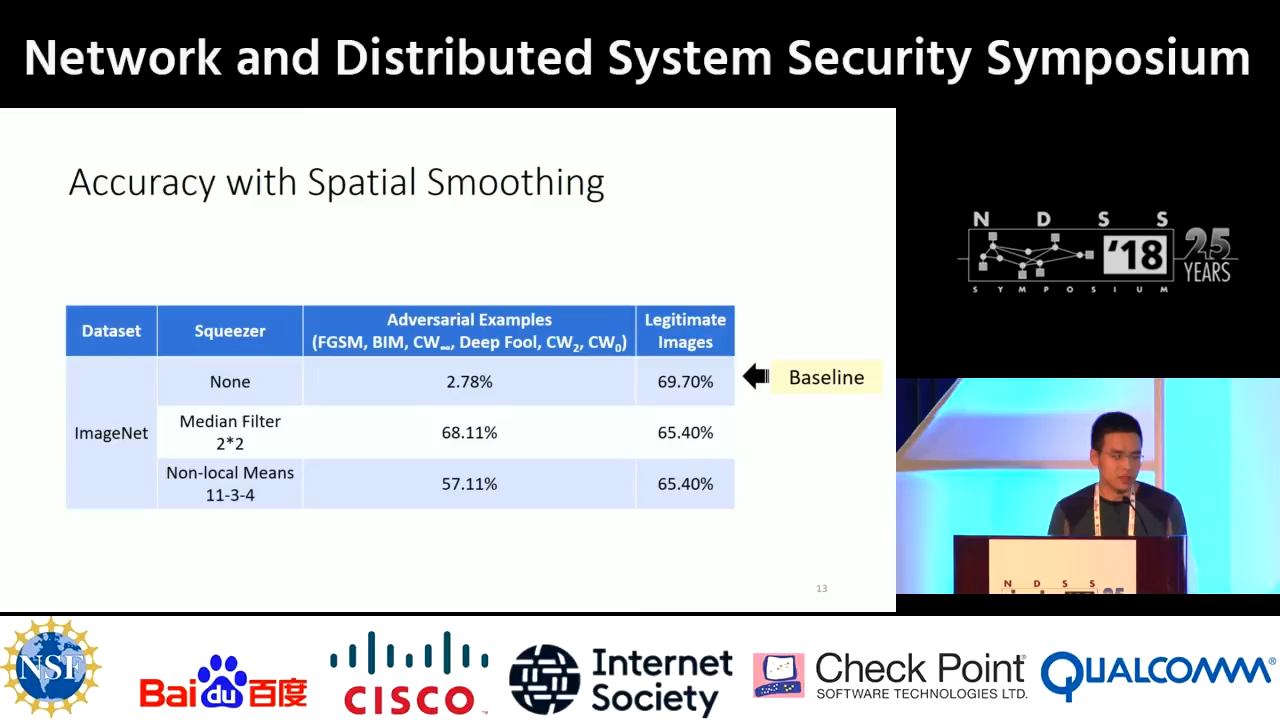 Network and Distributed System Security Symposium
Accuracy with Spatial Smoothing
Dataset
Squeezer
Adversarial Examples
(FGSM, BIM, CW∞, Deep Fool, CW2, CW0)
Legitimate
Images
ImageNet
None
2.78%
69.70%
Baseline
Median Filter
2*2
68.11%
65.40%
Non-local Means
11-3-4
57.11%
65.40%
13
N D S S
'18
25
YEARS
SYMPOSIUM
N D S S
25
NSF
Bai du 百度
CISCO
Internet
Society
Check Point
SOFTWARE TECHNOLOGIES LTD.
QUALCOMM®